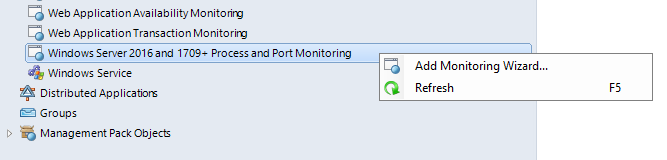 Web Application Availability Monitoring
Web Application Transaction Monitoring
Windows Server 2016 and 1709+ Process and Port Monitoring
Add Monitoring Wizard...
Windows Service
Refresh F5
Distributed Applications
Groups
Management Pack Objects